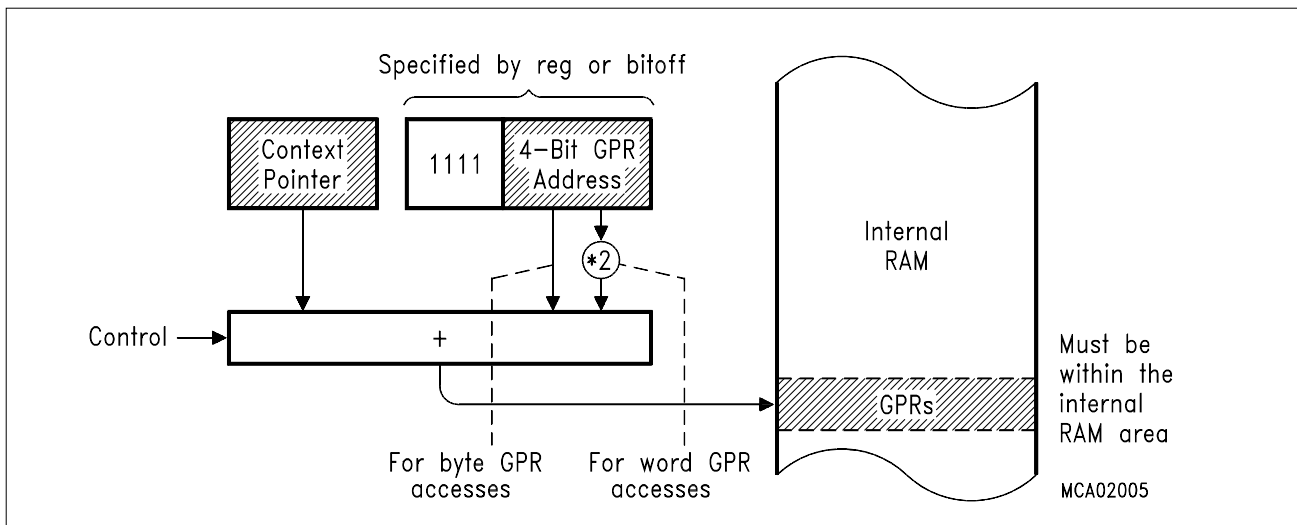 Specified by reg or bitoff
Context
Pointer
1111
4-Bit GPR
Address
*2
Internal
RAM
Control
+
Must be
within the
internal
RAM area
GPRs
For byte GPR
accesses
For word GPR
accesses
MCA02005